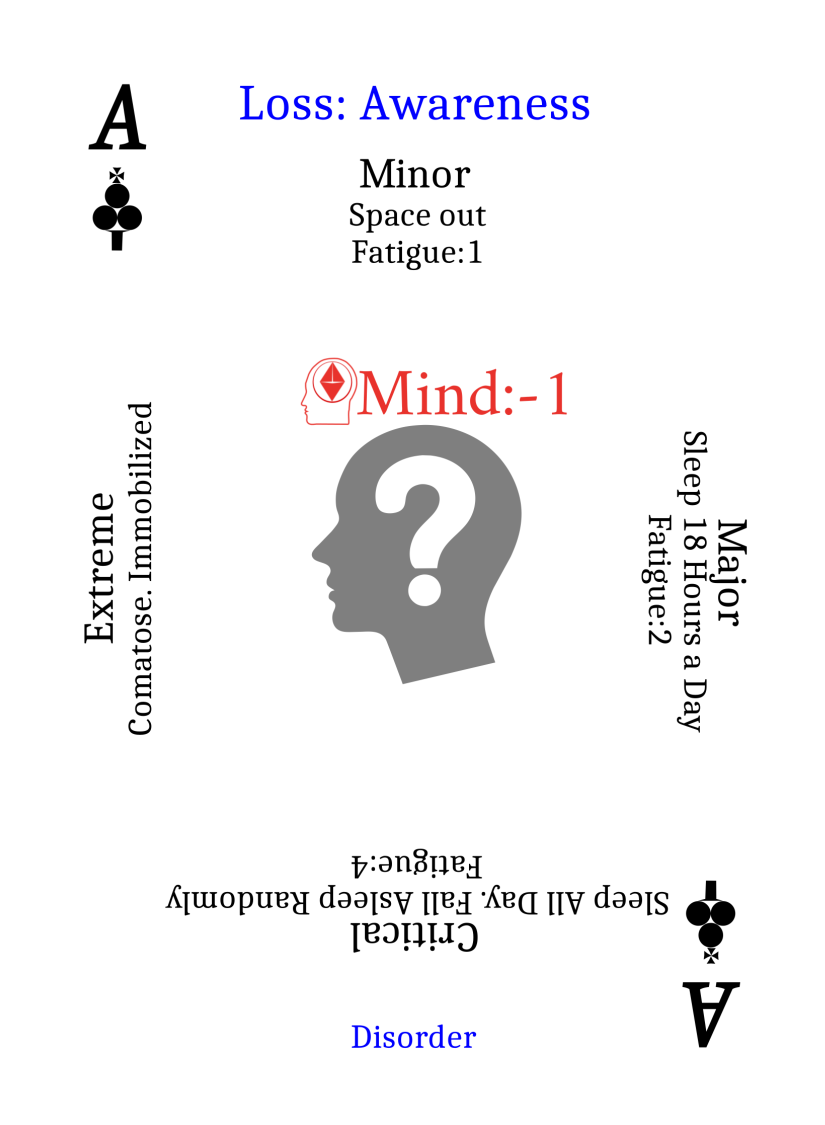 A
Loss: Awareness
Minor
Space out
Fatigue:1
Mind:-1
Extreme
Comatose. Immobilized
Major
Sleep 18 Hours a Day
Fatigue:2
Critical
Sleep All Day. Fall Asleep Randomly
Fatigue:4
A
Disorder